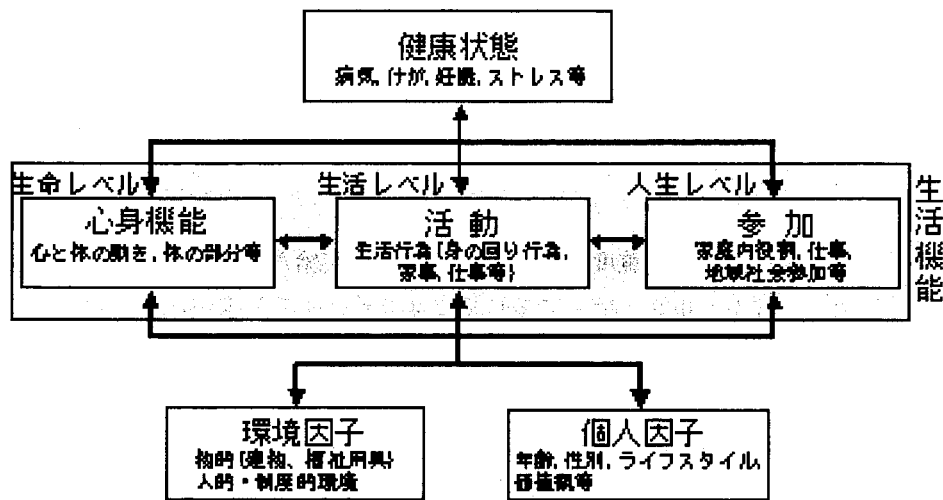 健康状態
病気, けが, 妊娠, ストレス等
生命レベル
生活レベル
人生レベル
生活機能
心身機能
心と体の動き, 体の部分等
活動
生活行為(身の回り行為,
家事, 仕事等)
参加
家庭内役割, 仕事,
地域社会参加等
環境因子
物的(建物、福祉用具)
人的・制度的環境
個人因子
年齢, 性別, ライフスタイル,
価値観等